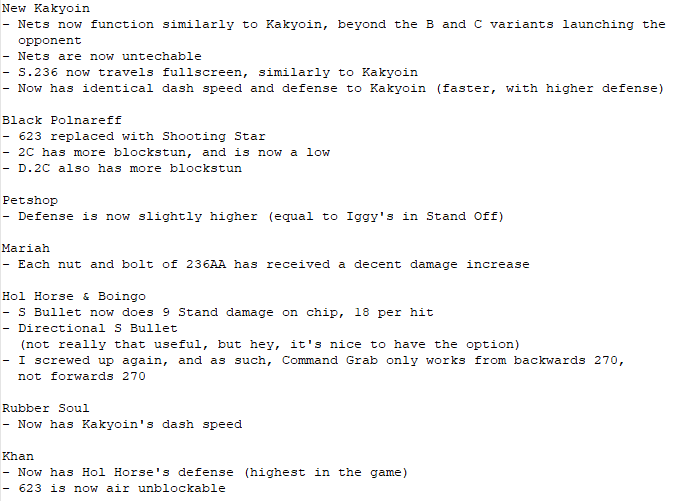 New Kakyoin
- Nets now function similarly to Kakyoin, beyond the B and C variants launching the
  opponent
- Nets are now untechable
- S.236 now travels fullscreen, similarly to Kakyoin
- Now has identical dash speed and defense to Kakyoin (faster, with higher defense)

Black Polnareff
- 623 replaced with Shooting Star
- 2C has more blockstun, and is now a low
- D.2C also has more blockstun

Petshop
- Defense is now slightly higher (equal to Iggy's in Stand Off)

Mariah
- Each nut and bolt of 236AA has received a decent damage increase

Hol Horse & Boingo
- S Bullet now does 9 Stand damage on chip, 18 per hit
- Directional S Bullet
  (not really that useful, but hey, it's nice to have the option)
- I screwed up again, and as such, Command Grab only works from backwards 270,
  not forwards 270

Rubber Soul
- Now has Kakyoin's dash speed

Khan
- Now has Hol Horse's defense (highest in the game)
- 623 is now air unblockable